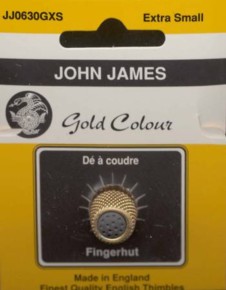 JJ0630GXS Extra Small
JOHN JAMES
Gold Colour
Dé à coudre
Fingerhut
Made in England
Finest Quality English Thimbles